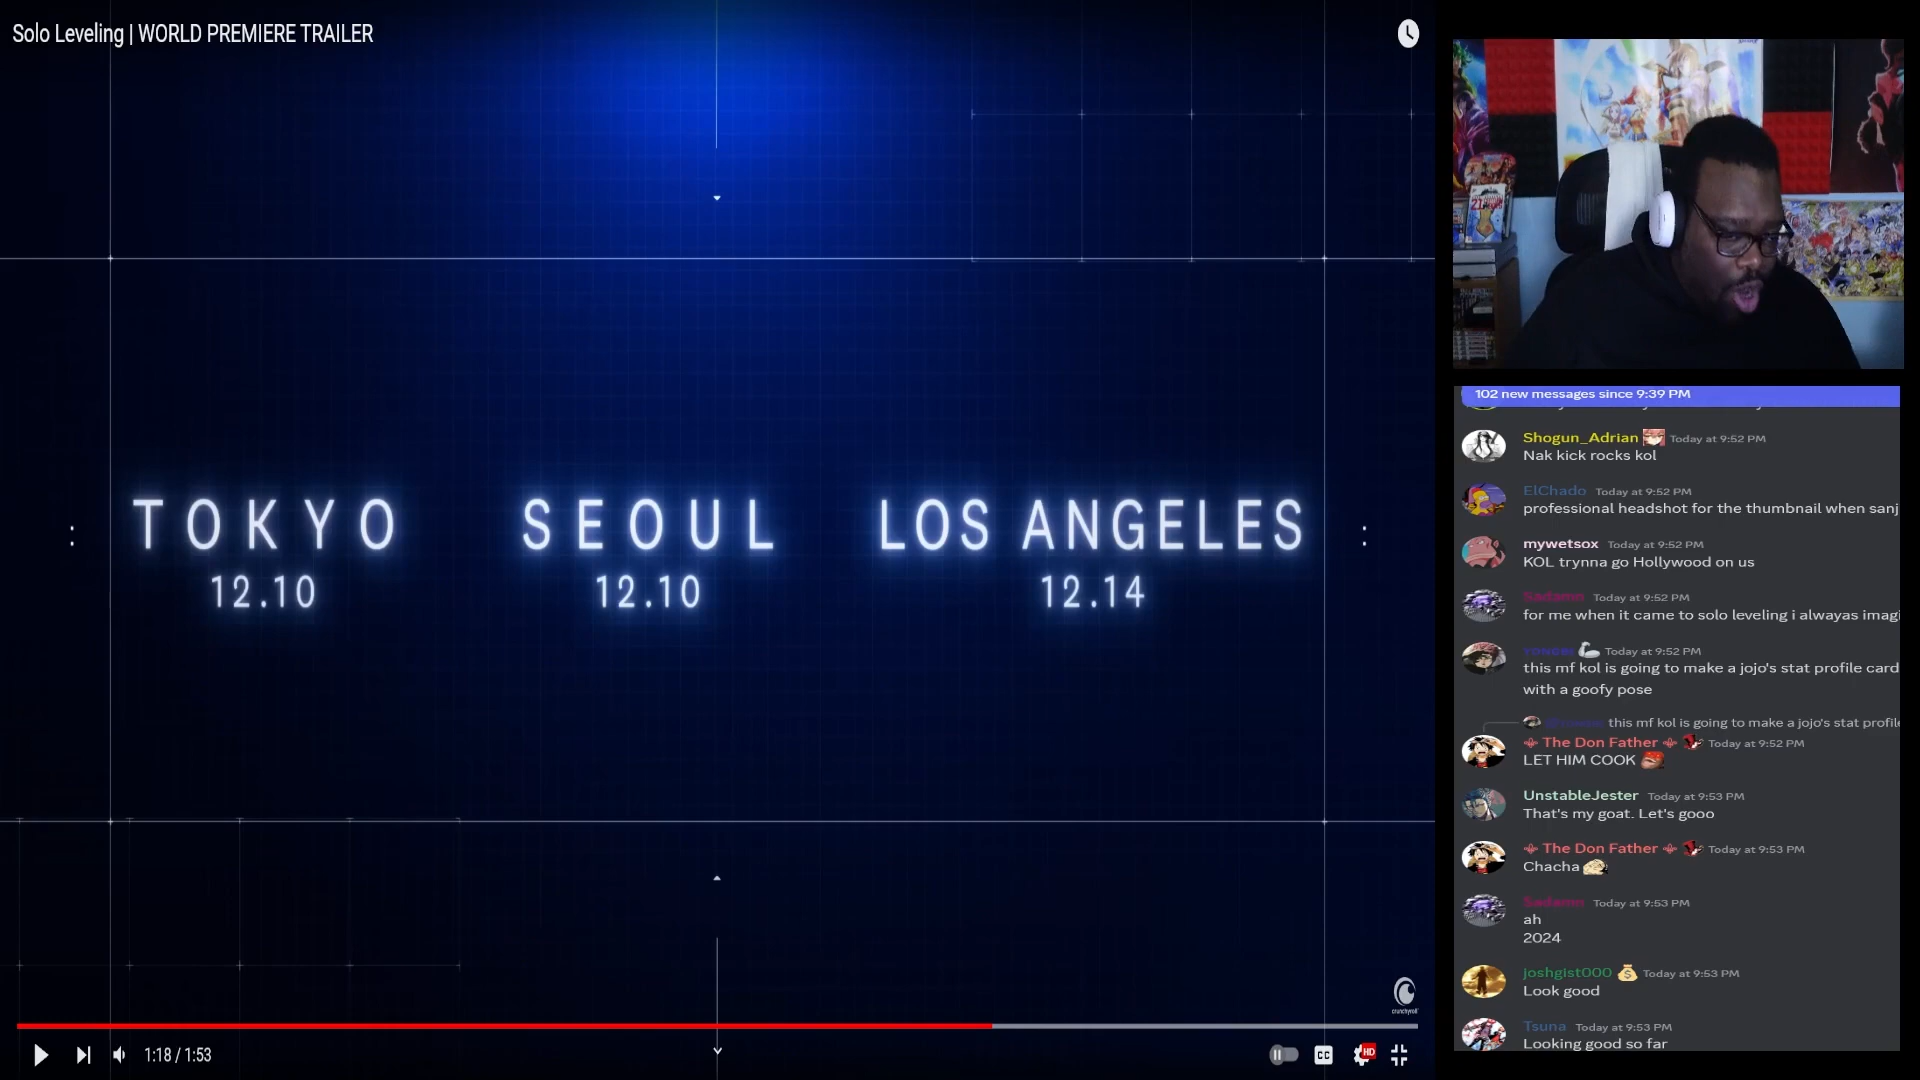 Solo Leveling | WORLD PREMIERE TRAILER
TOKYO SEOUL LOS ANGELES
12.10 12.10 12.14
crunchyroll
1:18 / 1:53
CC
HD
102 new messages since 9:39 PM
Shogun_Adrian Today at 9:52 PM
Nak kick rocks kol
ElChado Today at 9:52 PM
professional headshot for the thumbnail when sanj
mywetsox Today at 9:52 PM
KOL trynna go Hollywood on us
Sadamn Today at 9:52 PM
for me when it came to solo leveling i alwayas imagi
Today at 9:52 PM
this mf kol is going to make a jojo's stat profile card
with a goofy pose
this mf kol is going to make a jojo's stat profile
The Don Father Today at 9:52 PM
LET HIM COOK
UnstableJester Today at 9:53 PM
That's my goat. Let's gooo
The Don Father Today at 9:53 PM
Chacha
Sadamn Today at 9:53 PM
ah
2024
joshgist000 Today at 9:53 PM
Look good
Tsuna Today at 9:53 PM
Looking good so far